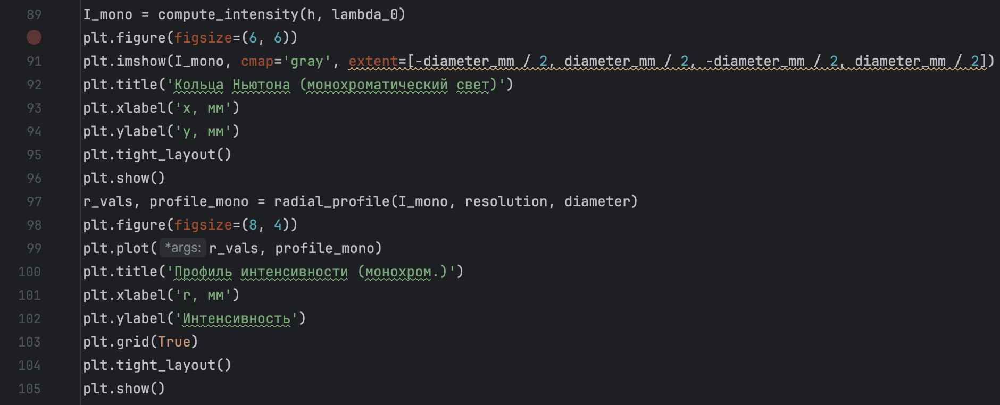 89 I_mono = compute_intensity(h, lambda_0)
plt.figure(figsize=(6, 6))
91 plt.imshow(I_mono, cmap='gray', extent=[-diameter_mm / 2, diameter_mm / 2, -diameter_mm / 2, diameter_mm / 2])
92 plt.title('Кольца Ньютона (монохроматический свет)')
93 plt.xlabel('x, мм')
94 plt.ylabel('y, мм')
95 plt.tight_layout()
96 plt.show()
97 r_vals, profile_mono = radial_profile(I_mono, resolution, diameter)
98 plt.figure(figsize=(8, 4))
99 plt.plot( *args: r_vals, profile_mono)
100 plt.title('Профиль интенсивности (монохром.)')
101 plt.xlabel('r, мм')
102 plt.ylabel('Интенсивность')
103 plt.grid(True)
104 plt.tight_layout()
105 plt.show()